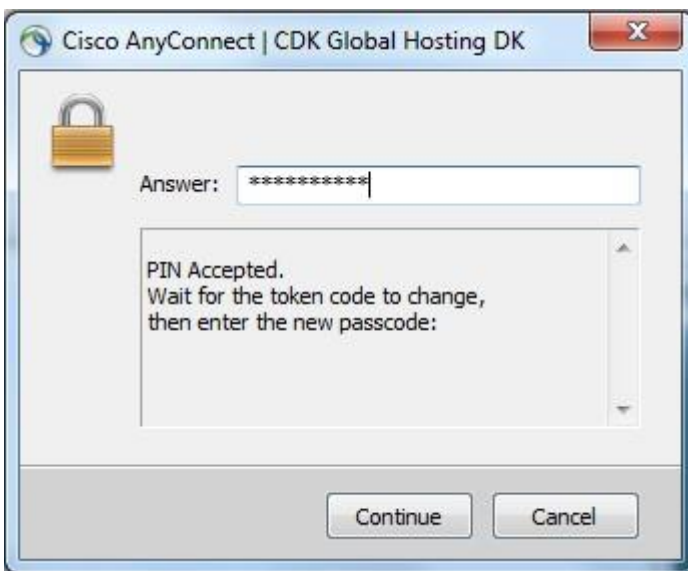 Cisco AnyConnect | CDK Global Hosting DK
Answer: **********
PIN Accepted.
Wait for the token code to change,
then enter the new passcode:
Continue Cancel